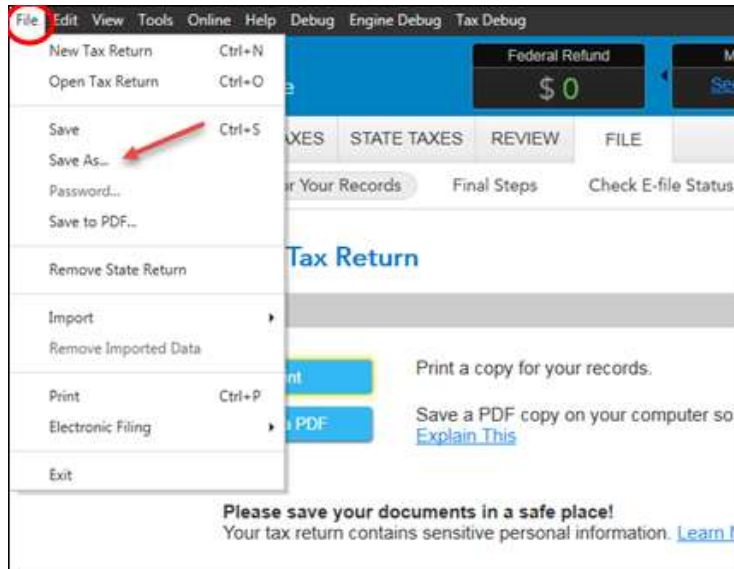 File Edit View Tools Online Help Debug Engine Debug Tax Debug
New Tax Return Ctrl+N
Open Tax Return Ctrl+O
Save Ctrl+S
Save As...
Password...
Save to PDF...
Remove State Return
Import
Remove Imported Data
Print Ctrl+P
Electronic Filing
Exit
Federal Refund
$ 0
STATE TAXES REVIEW FILE
Your Records Final Steps Check E-file Status
Tax Return
Print a copy for your records.
PDF Save a PDF copy on your computer so
Explain This
Please save your documents in a safe place!
Your tax return contains sensitive personal information. Learn